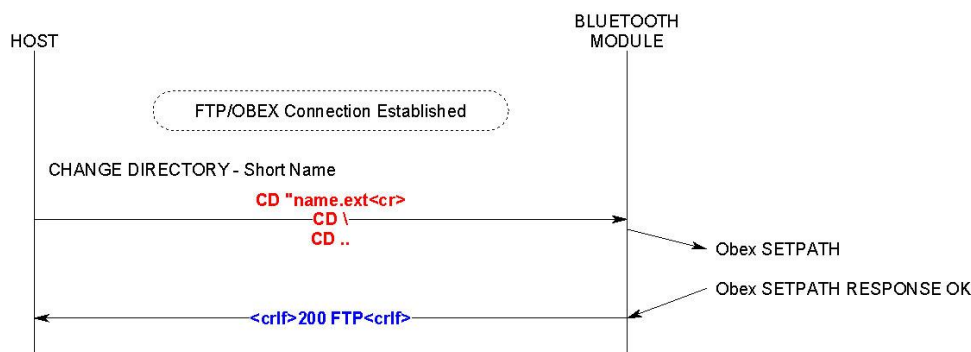 HOST
BLUETOOTH
MODULE
FTP/OBEX Connection Established
CHANGE DIRECTORY - Short Name
CD "name.ext<cr>
CD \
CD ..
Obex SETPATH
Obex SETPATH RESPONSE OK
<crlf>200 FTP<crlf>